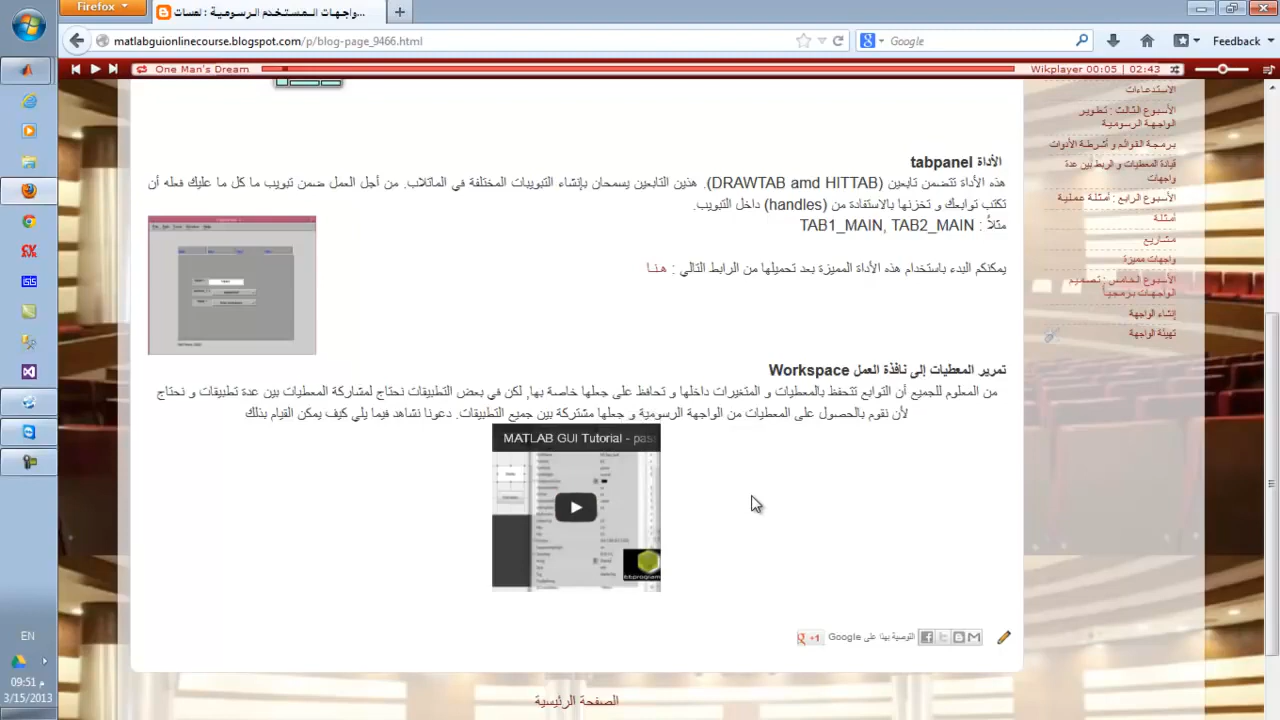 Firefox
واجهات المستخدم الرسومية : لمسات...
matlabguionlinecourse.blogspot.com/p/blog-page_9466.html
Google
Feedback
One Man's Dream
Wikplayer 00:05 | 02:43
الاستدعاءات
الأسبوع الثالث : تطوير
الواجهة الرسومية
برمجة القوائم و أشرطة الأدوات
قيادة المعطيات و الربط بين عدة
واجهات
الأسبوع الرابع : أمثلة عملية
أمثلة
مشاريع
واجهات مميزة
الأسبوع الخامس : تصميم
الواجهات برمجياً
إنشاء الواجهة
تهيئة الواجهة
الأداة tabpanel
هذه الأداة تتضمن تابعين (DRAWTAB amd HITTAB). هذين التابعين يسمحان بإنشاء التبويبات المختلفة في الماتلاب. من أجل العمل ضمن تبويب ما كل ما عليك فعله أن
تكتب توابعك و تخزنها بالاستفادة من (handles) داخل التبويب.
مثلاً : TAB1_MAIN, TAB2_MAIN
يمكنكم البدء باستخدام هذه الأداة المميزة بعد تحميلها من الرابط التالي : هنا
تمرير المعطيات إلى نافذة العمل Workspace
من المعلوم للجميع أن التوابع تتحفظ بالمعطيات و المتغيرات داخلها و تحافظ على جعلها خاصة بها, لكن في بعض التطبيقات نحتاج لمشاركة المعطيات بين عدة تطبيقات و نحتاج
لأن نقوم بالحصول على المعطيات من الواجهة الرسومية و جعلها مشتركة بين جميع التطبيقات. دعونا نشاهد فيما يلي كيف يمكن القيام بذلك
MATLAB GUI Tutorial - pas
+1
التوصية بهذا على Google
الصفحة الرئيسية
EN
09:51 م
3/15/2013